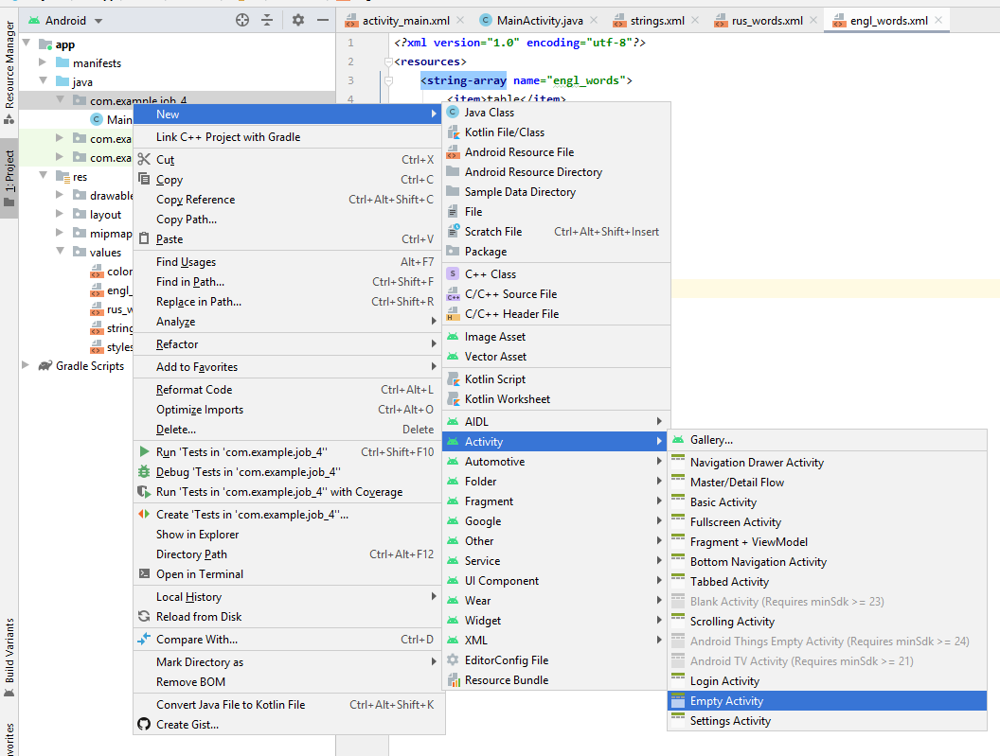 Android
activity_main.xml
MainActivity.java
strings.xml
rus_words.xml
engl_words.xml
Resource Manager
1: Project
Build Variants
app
manifests
java
com.example.job_4
Main
com.exa
com.exa
res
drawable
layout
mipmap
values
color
engl_
rus_w
string
styles
Gradle Scripts
1 <?xml version="1.0" encoding="utf-8"?>
2 <resources>
3 <string-array name="engl_words">
4 <item>table</item>
New
Link C++ Project with Gradle
Cut Ctrl+X
Copy Ctrl+C
Copy Reference Ctrl+Alt+Shift+C
Copy Path...
Paste Ctrl+V
Find Usages Alt+F7
Find in Path... Ctrl+Shift+F
Replace in Path... Ctrl+Shift+R
Analyze
Refactor
Add to Favorites
Reformat Code Ctrl+Alt+L
Optimize Imports Ctrl+Alt+O
Delete... Delete
Run 'Tests in 'com.example.job_4'' Ctrl+Shift+F10
Debug 'Tests in 'com.example.job_4''
Run 'Tests in 'com.example.job_4'' with Coverage
Create 'Tests in 'com.example.job_4''...
Show in Explorer
Directory Path Ctrl+Alt+F12
Open in Terminal
Local History
Reload from Disk
Compare With... Ctrl+D
Mark Directory as
Remove BOM
Convert Java File to Kotlin File Ctrl+Alt+Shift+K
Create Gist...
Java Class
Kotlin File/Class
Android Resource File
Android Resource Directory
Sample Data Directory
File
Scratch File Ctrl+Alt+Shift+Insert
Package
C++ Class
C/C++ Source File
C/C++ Header File
Image Asset
Vector Asset
Kotlin Script
Kotlin Worksheet
AIDL
Activity
Automotive
Folder
Fragment
Google
Other
Service
UI Component
Wear
Widget
XML
EditorConfig File
Resource Bundle
Gallery...
Navigation Drawer Activity
Master/Detail Flow
Basic Activity
Fullscreen Activity
Fragment + ViewModel
Bottom Navigation Activity
Tabbed Activity
Blank Activity (Requires minSdk >= 23)
Scrolling Activity
Android Things Empty Activity (Requires minSdk >= 24)
Android TV Activity (Requires minSdk >= 21)
Login Activity
Empty Activity
Settings Activity